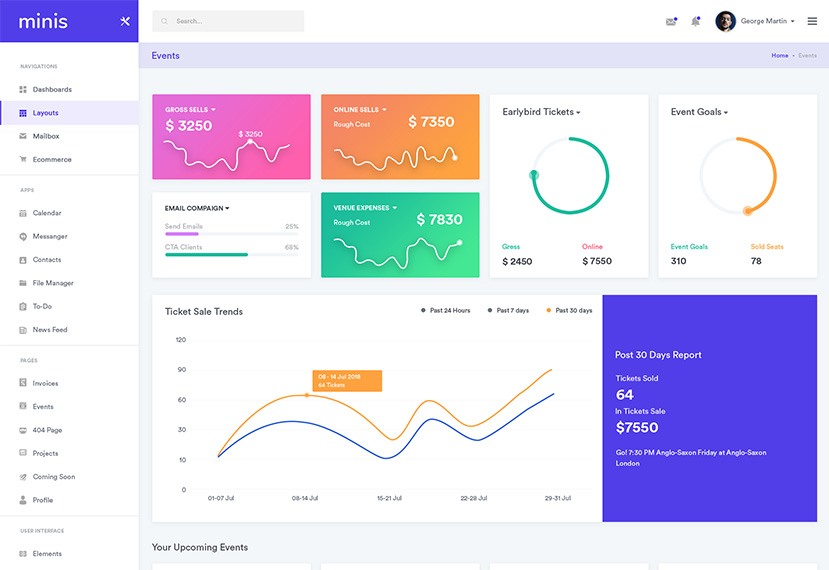 minis
Search...
George Martin
Events
Home - Events
NAVIGATIONS
Dashboards
Layouts
Mailbox
Ecommerce
APPS
Calendar
Messanger
Contacts
File Manager
To-Do
News Feed
PAGES
Invoices
Events
404 Page
Projects
Coming Soon
Profile
USER INTERFACE
Elements
GROSS SELLS
$ 3250
$ 3250
ONLINE SELLS
Rough Cost
$ 7350
EMAIL COMPAIGN
Send Emails 25%
CTA Clients 68%
VENUE EXPENSES
Rough Cost
$ 7830
Earlybird Tickets
Gress Online
$ 2450 $ 7550
Event Goals
Event Goals Sold Seats
310 78
Ticket Sale Trends
Past 24 Hours Past 7 days Past 30 days
120
90
60
30
10
0
08 - 14 Jul 2018
64 Tickets
01-07 Jul 08-14 Jul 15-21 Jul 22-28 Jul 29-31 Jul
Post 30 Days Report
Tickets Sold
64
In Tickets Sale
$7550
Go! 7:30 PM Anglo-Saxon Friday at Anglo-Saxon
London
Your Upcoming Events